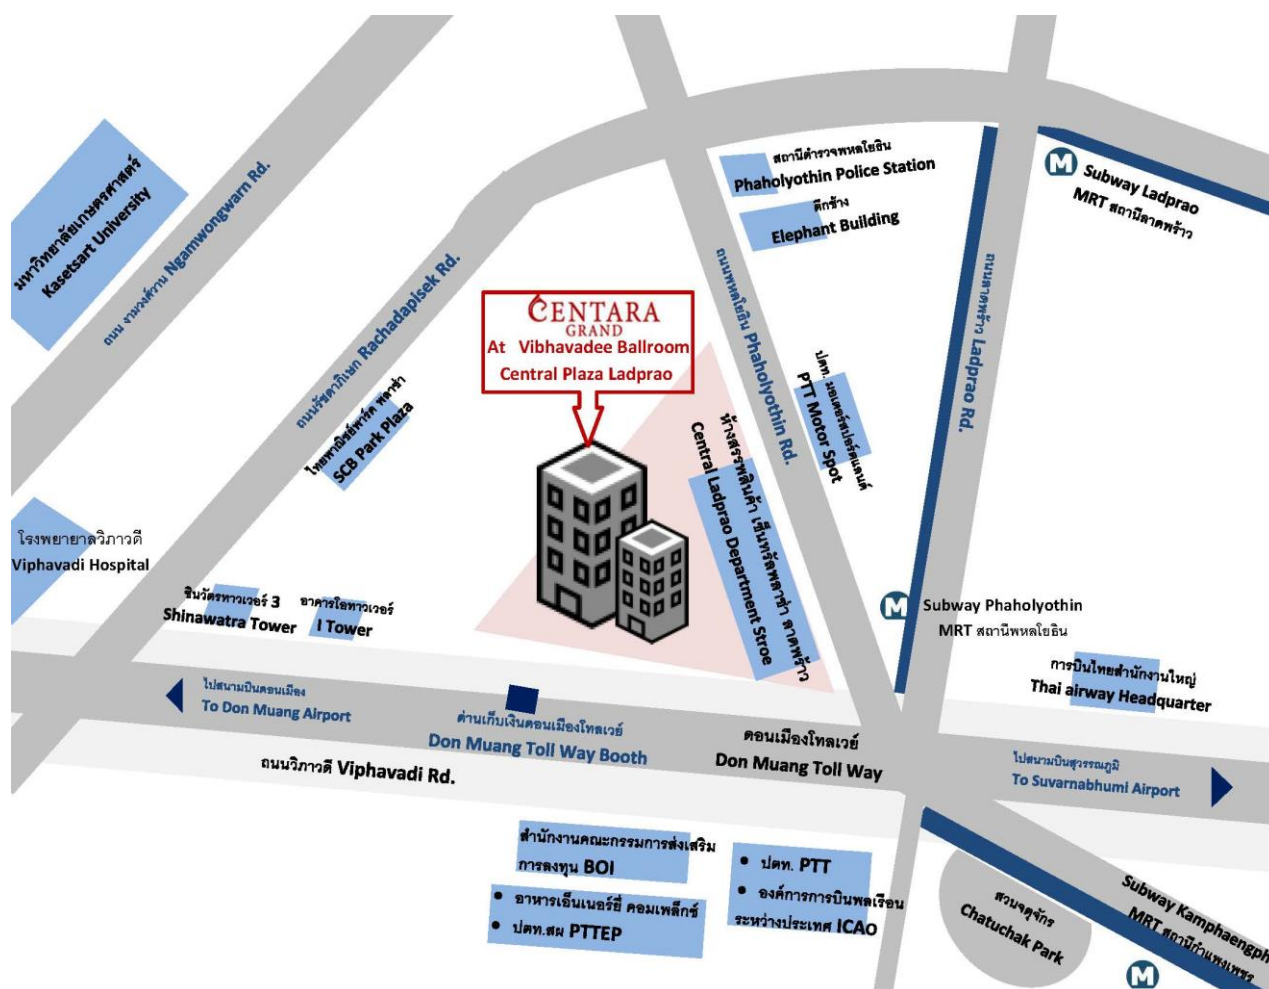 สถานีตำรวจพหลโยธิน
Phaholyothin Police Station
ตึกช้าง
Elephant Building
Subway Ladprao
MRT สถานีลาดพร้าว
มหาวิทยาลัยเกษตรศาสตร์
Kasetsart University
ถนน งามวงศ์วาน Ngamwongwarn Rd.
ถนนรัชดาภิเษก Rachadapisek Rd.
CENTARA
GRAND
At Vibhavadee Ballroom
Central Plaza Ladprao
ถนนพหลโยธิน Phaholyothin Rd.
ถนนลาดพร้าว Ladprao Rd.
ปตท. มอเตอร์สปอร์ตแลนด์
PTT Motor Spot
ไทยพาณิชย์พาร์ค พลาซ่า
SCB Park Plaza
ห้างสรรพสินค้า เซ็นทรัลพลาซ่า ลาดพร้าว
Central Ladprao Department Stroe
โรงพยายาลวิภาวดี
Viphavadi Hospital
ชินวัตรทาวเวอร์ 3
Shinawatra Tower
อาคารไอทาวเวอร์
I Tower
M
M
Subway Phaholyothin
MRT สถานีพหลโยธิน
การบินไทยสำนักงานใหญ่
Thai airway Headquarter
ไปสนามบินดอนเมือง
To Don Muang Airport
ด่านเก็บเงินดอนเมืองโทลเวย์
Don Muang Toll Way Booth
ดอนเมืองโทลเวย์
Don Muang Toll Way
ไปสนามบินสุวรรณภูมิ
To Suvarnabhumi Airport
ถนนวิภาวดี Viphavadi Rd.
สำนักงานคณะกรรมการส่งเสริม
การลงทุน BOI
• อาหารเอ็นเนอร์ยี่ คอมเพล็กซ์
• ปตท.สผ PTTEP
• ปตท. PTT
• องค์การการบินพลเรือน
ระหว่างประเทศ ICAO
สวนจตุจักร
Chatuchak Park
Subway Kamphaengph
MRT สถานีกำแพงเพชร
M